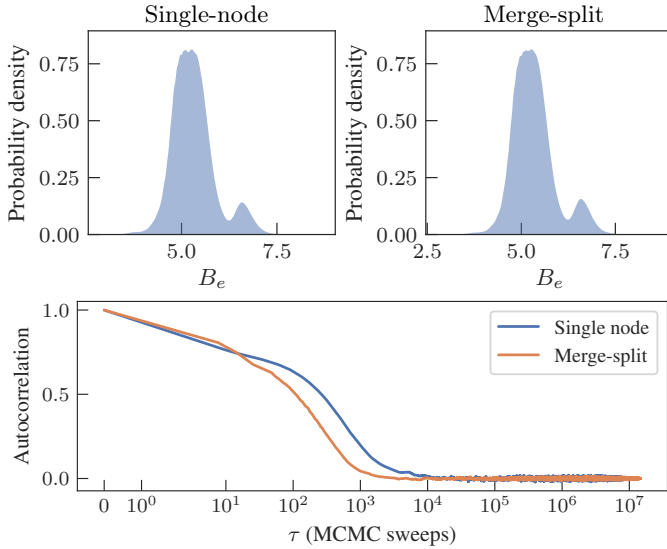 Single-node
Probability density
0.75
0.50
0.25
0.00
5.0 7.5
B_e
Merge-split
Probability density
0.75
0.50
0.25
0.00
2.5 5.0 7.5
B_e
Autocorrelation
1.0
0.5
0.0
Single node
Merge-split
0 10^0 10^1 10^2 10^3 10^4 10^5 10^6 10^7
τ (MCMC sweeps)